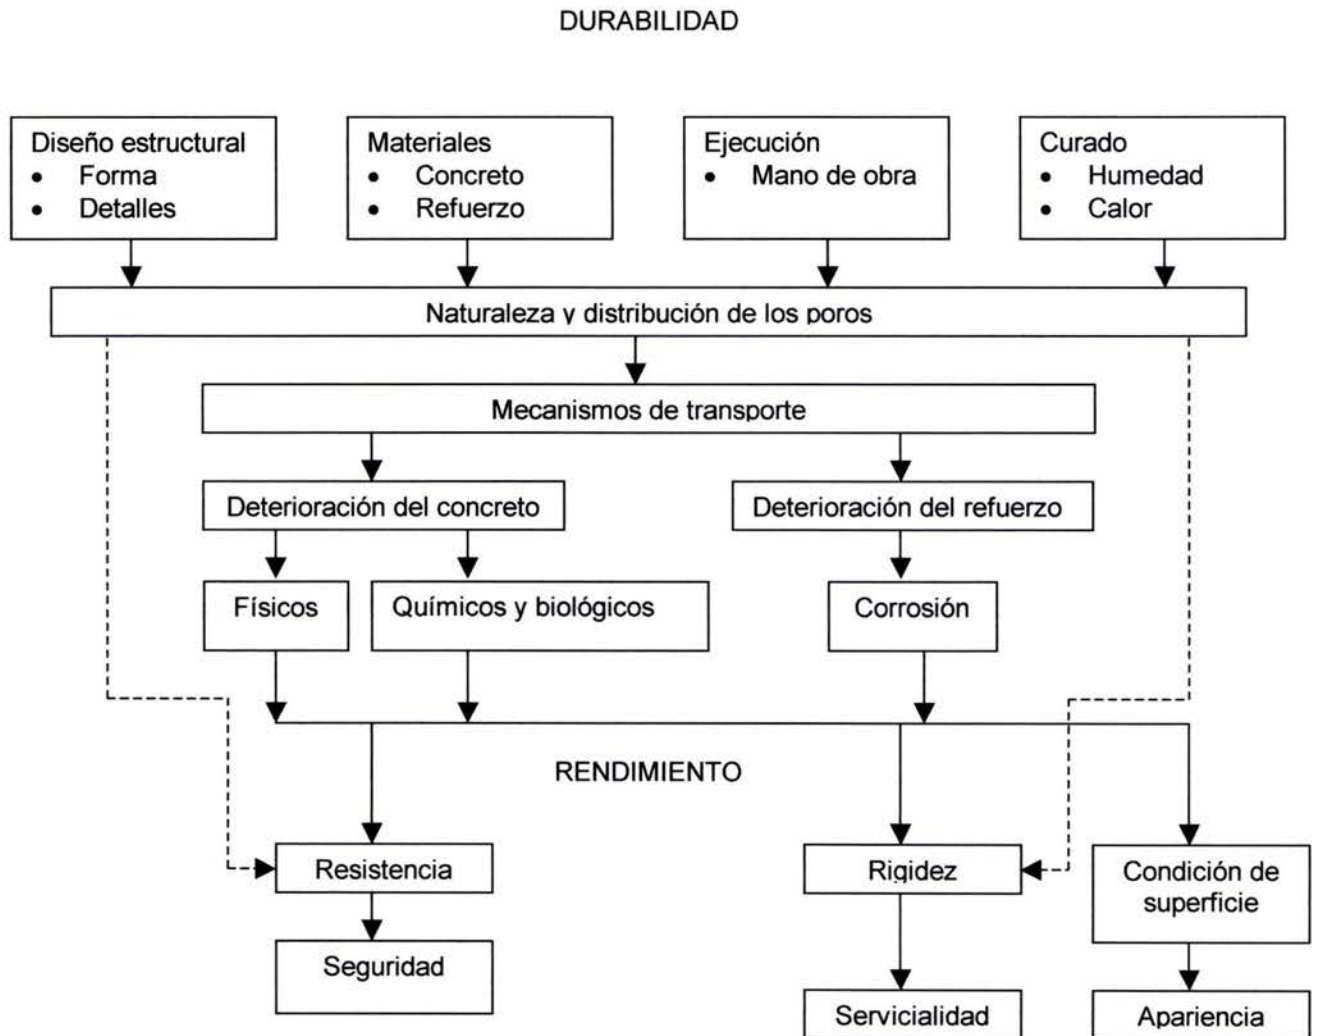 DURABILIDAD
Diseño estructural
• Forma
• Detalles
Materiales
• Concreto
• Refuerzo
Ejecución
• Mano de obra
Curado
• Humedad
• Calor
Naturaleza y distribución de los poros
Mecanismos de transporte
Deterioración del concreto
Deterioración del refuerzo
Físicos
Químicos y biológicos
Corrosión
RENDIMIENTO
Resistencia
Rigidez
Condición de
superficie
Seguridad
Servicialidad
Apariencia